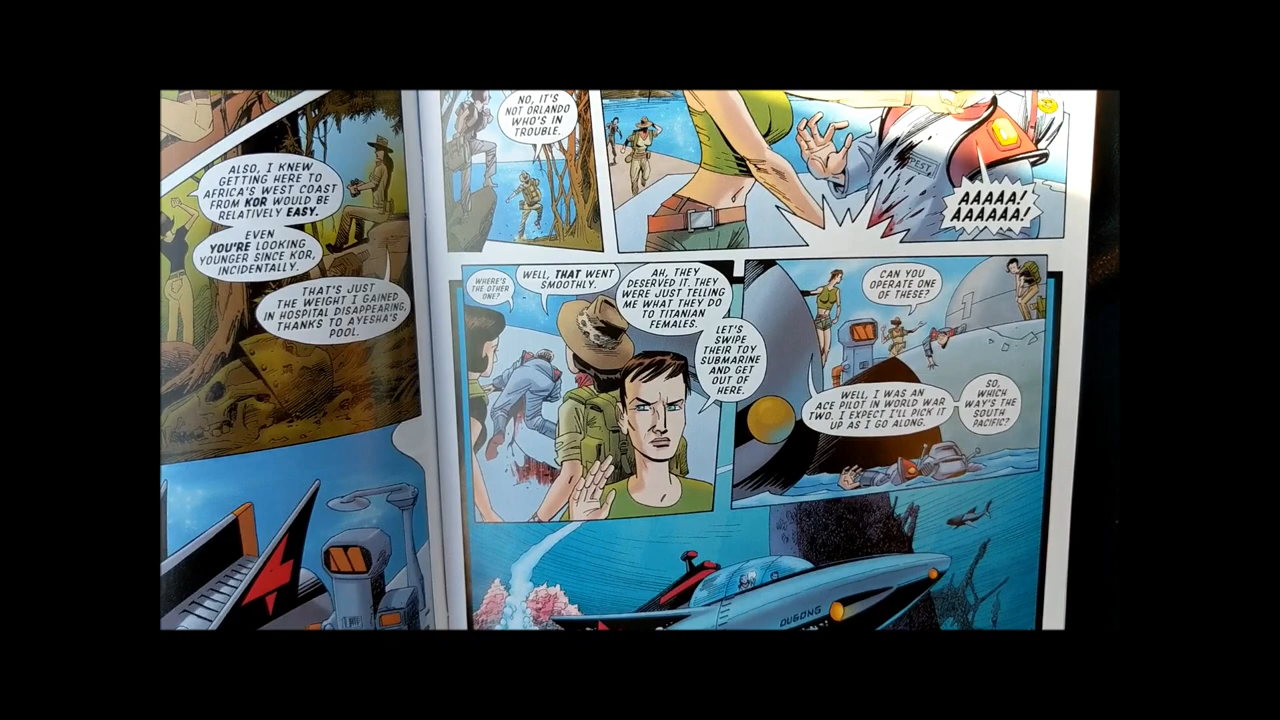 ALSO, I KNEW
GETTING HERE TO
AFRICA'S WEST COAST
FROM KOR WOULD BE
RELATIVELY EASY.
EVEN
YOU'RE LOOKING
YOUNGER SINCE KOR,
INCIDENTALLY.
THAT'S JUST
THE WEIGHT I GAINED
IN HOSPITAL DISAPPEARING,
THANKS TO AYESHA'S
POOL.
NO, IT'S
NOT ORLANDO
WHO'S IN
TROUBLE.
PEST
AAAAA!
AAAAAA!
WHERE'S
THE OTHER
ONE?
WELL, THAT WENT
SMOOTHLY.
AH, THEY
DESERVED IT. THEY
WERE JUST TELLING
ME WHAT THEY DO
TO TITANIAN
FEMALES.
LET'S
SWIPE
THEIR TOY
SUBMARINE
AND GET
OUT OF
HERE.
CAN YOU
OPERATE ONE
OF THESE?
WELL, I WAS AN
ACE PILOT IN WORLD WAR
TWO. I EXPECT I'LL PICK IT
UP AS I GO ALONG.
SO,
WHICH
WAY'S THE
SOUTH
PACIFIC?
DUGONG